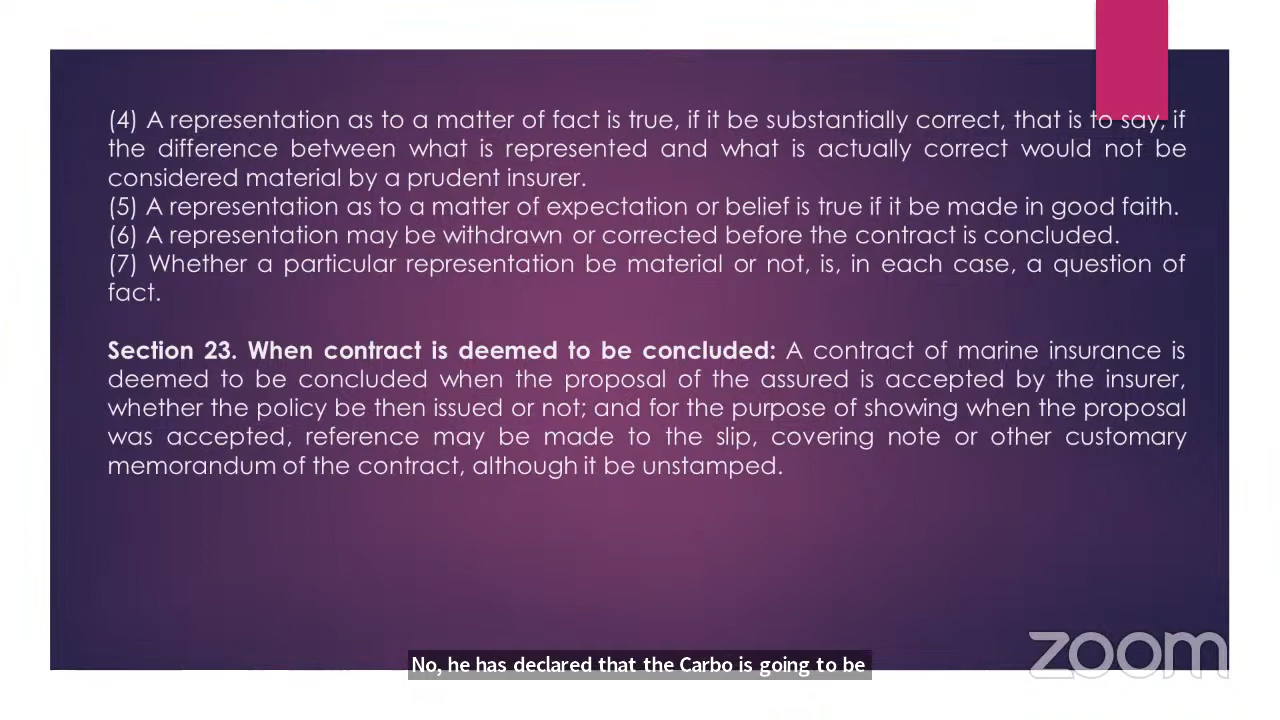 (4) A representation as to a matter of fact is true, if it be substantially correct, that is to say, if
the difference between what is represented and what is actually correct would not be
considered material by a prudent insurer.
(5) A representation as to a matter of expectation or belief is true if it be made in good faith.
(6) A representation may be withdrawn or corrected before the contract is concluded.
(7) Whether a particular representation be material or not, is, in each case, a question of
fact.
Section 23. When contract is deemed to be concluded: A contract of marine insurance is
deemed to be concluded when the proposal of the assured is accepted by the insurer,
whether the policy be then issued or not; and for the purpose of showing when the proposal
was accepted, reference may be made to the slip, covering note or other customary
memorandum of the contract, although it be unstamped.
zoom
No, he has declared that the Carbo is going to be